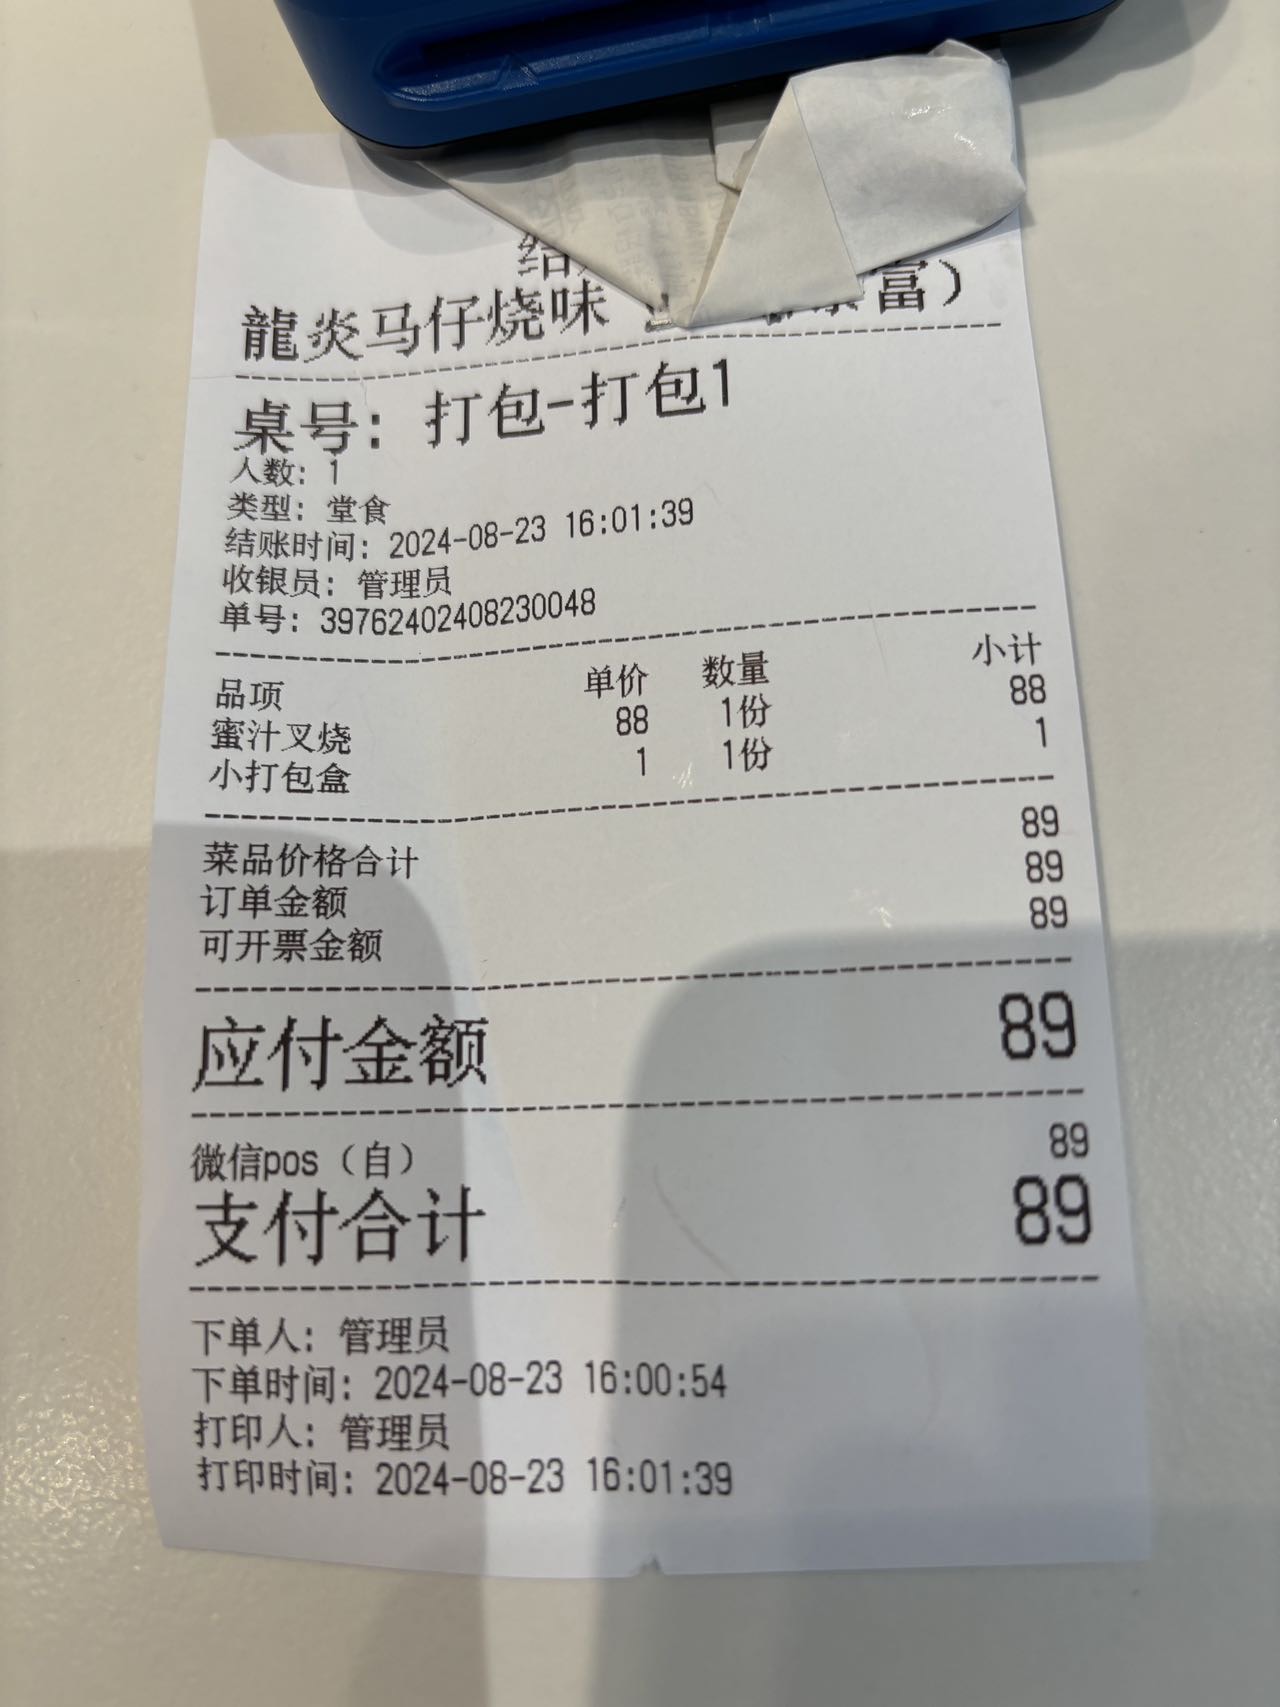 结
龍炎马仔烧味 富）
桌号：打包-打包1
人数：1
类型：堂食
结账时间：2024-08-23 16:01:39
收银员：管理员
单号：39762402408230048
品项 单价 数量 小计
蜜汁叉烧 88 1份 88
小打包盒 1 1份 1
菜品价格合计 89
订单金额 89
可开票金额 89
应付金额 89
微信pos（自） 89
支付合计 89
下单人：管理员
下单时间：2024-08-23 16:00:54
打印人：管理员
打印时间：2024-08-23 16:01:39